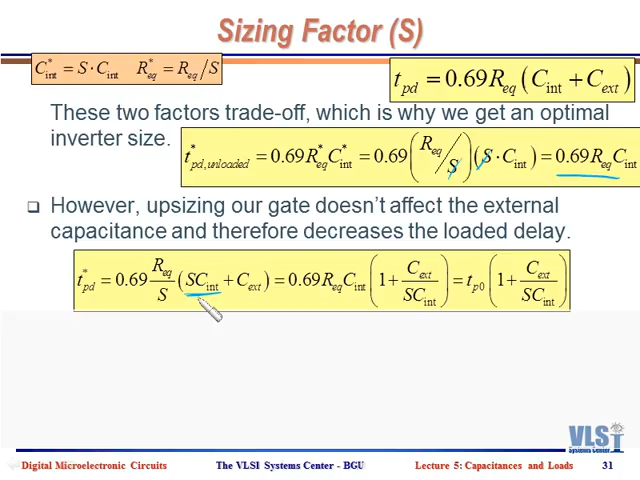 Sizing Factor (S)
C*int = S · Cint   R*eq = Req/S
tpd = 0.69Req (Cint + Cext)
These two factors trade-off, which is why we get an optimal
inverter size.
t*pd,unloaded = 0.69R*eqC*int = 0.69(Req/S)(S · Cint) = 0.69ReqCint
❑ However, upsizing our gate doesn't affect the external
capacitance and therefore decreases the loaded delay.
t*pd = 0.69 Req/S (SCint + Cext) = 0.69ReqCint (1 + Cext/SCint) = tp0 (1 + Cext/SCint)
VLSI
Systems Center
Digital Microelectronic Circuits   The VLSI Systems Center - BGU   Lecture 5: Capacitances and Loads   31